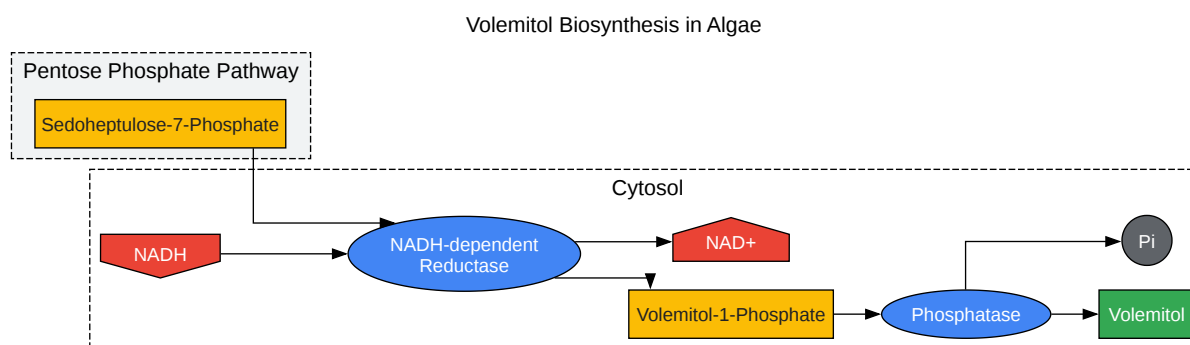 Volemitol Biosynthesis in Algae
Pentose Phosphate Pathway
Sedoheptulose-7-Phosphate
Cytosol
NADH
NADH-dependent
Reductase
NAD+
Pi
Volemitol-1-Phosphate
Phosphatase
Volemitol